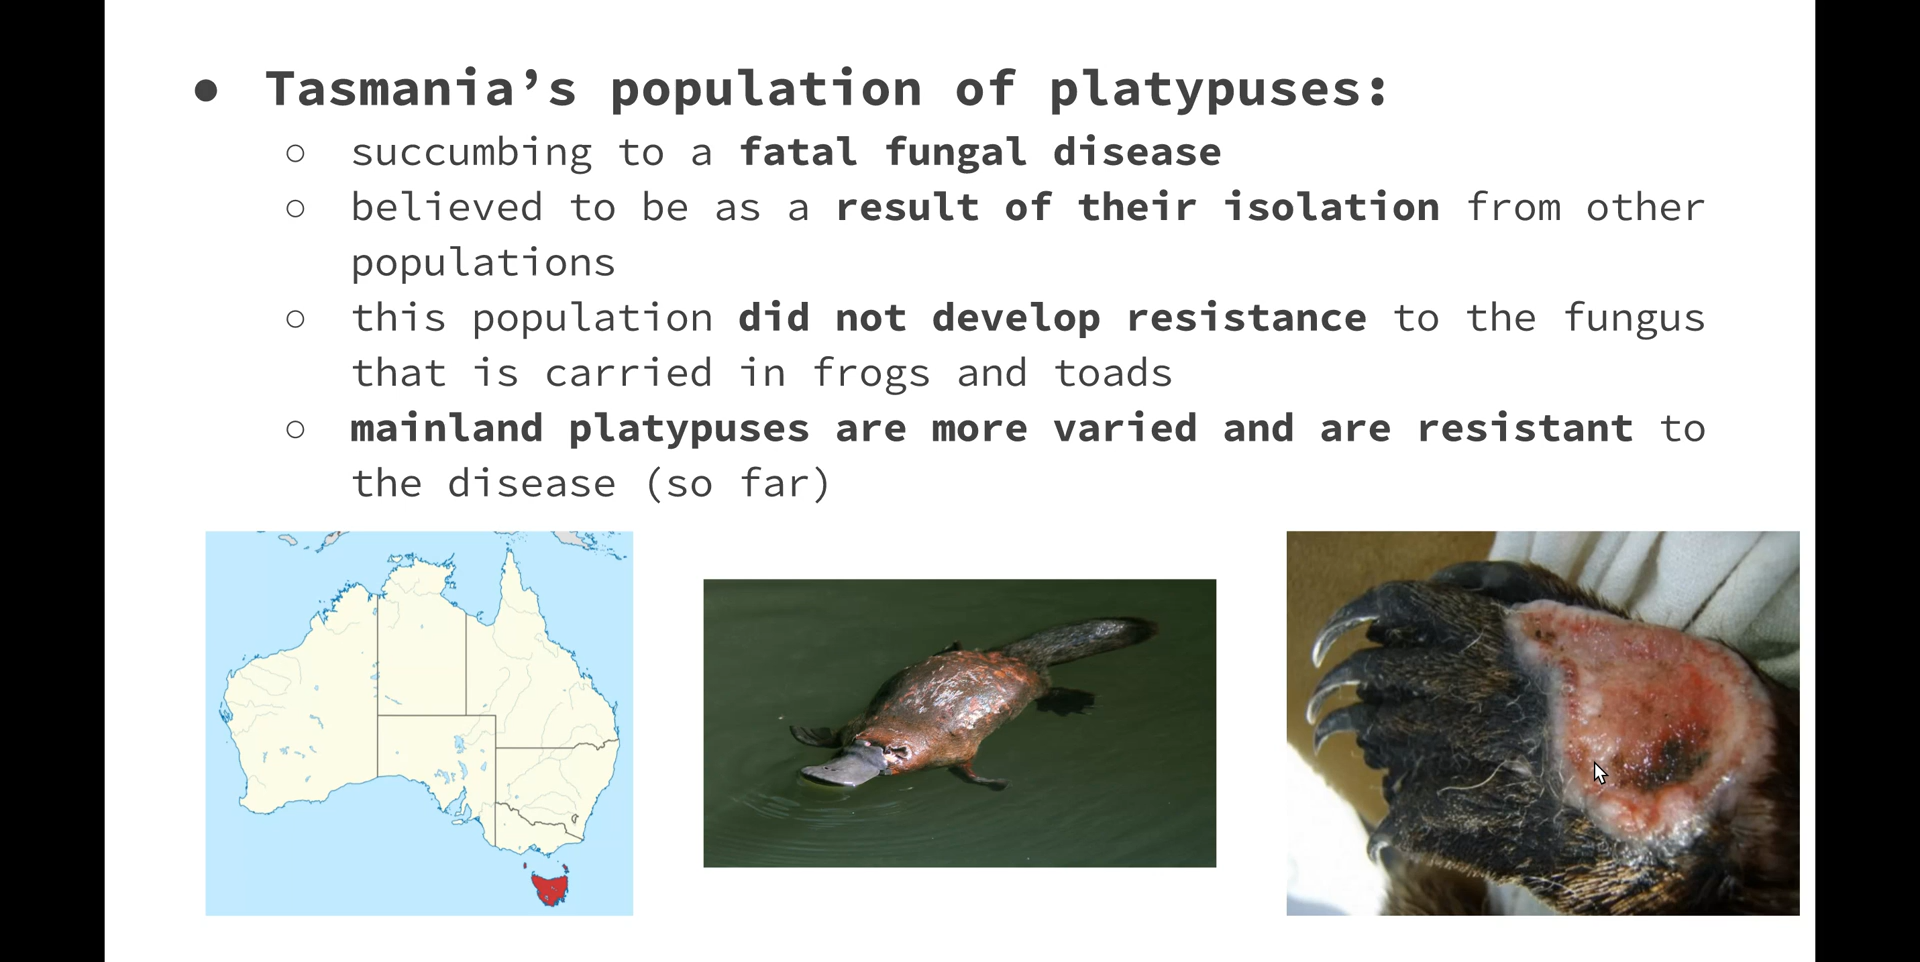 ● Tasmania’s population of platypuses:
○ succumbing to a fatal fungal disease
○ believed to be as a result of their isolation from other
populations
○ this population did not develop resistance to the fungus
that is carried in frogs and toads
○ mainland platypuses are more varied and are resistant to
the disease (so far)